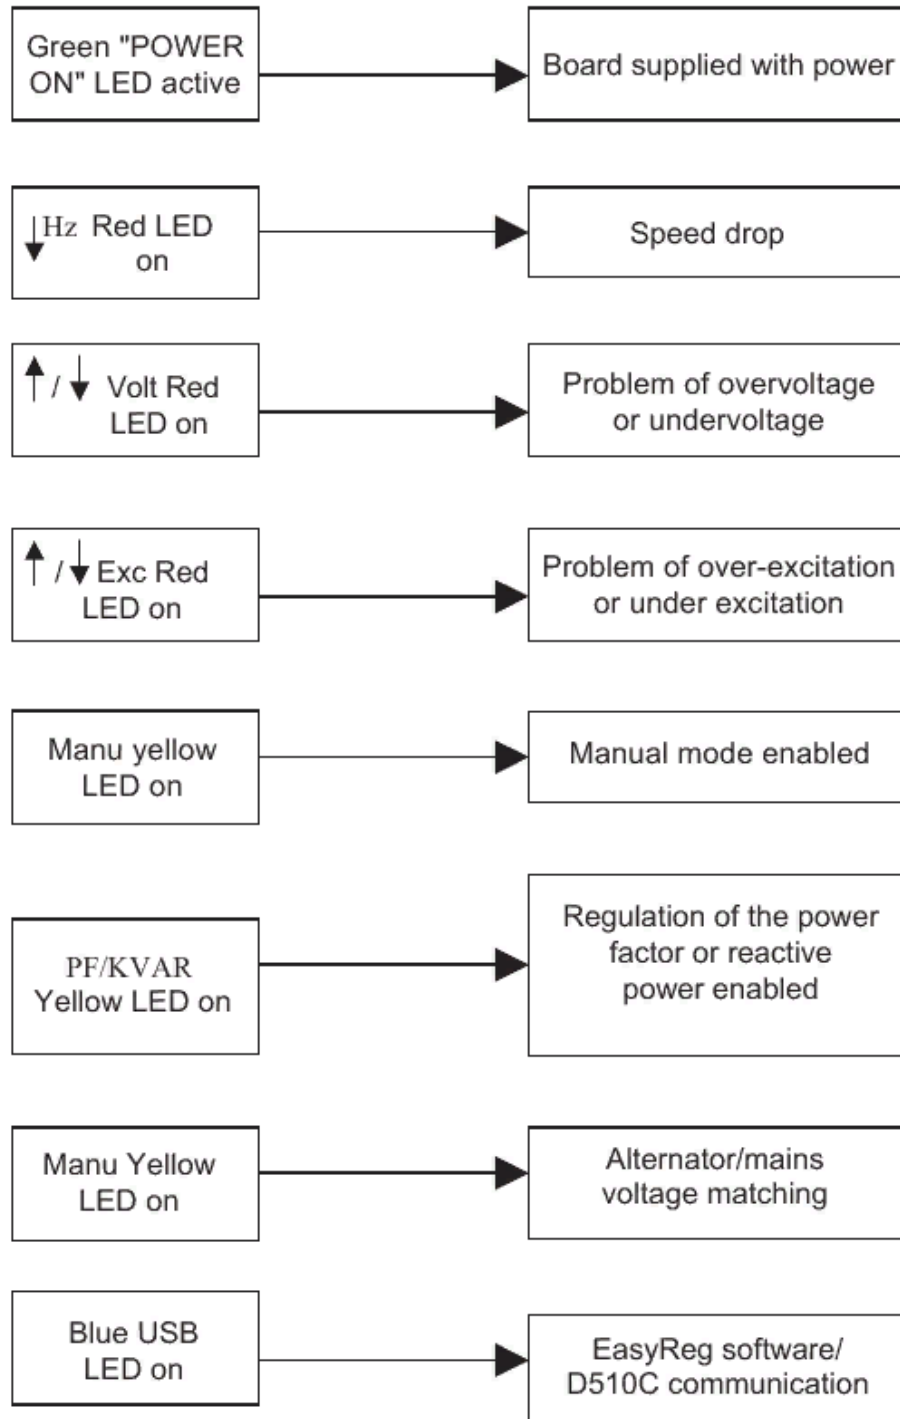 Green "POWER
ON" LED active
Board supplied with power
↓Hz Red LED
on
Speed drop
↑/↓ Volt Red
LED on
Problem of overvoltage
or undervoltage
↑/↓ Exc Red
LED on
Problem of over-excitation
or under excitation
Manu yellow
LED on
Manual mode enabled
PF/KVAR
Yellow LED on
Regulation of the power
factor or reactive
power enabled
Manu Yellow
LED on
Alternator/mains
voltage matching
Blue USB
LED on
EasyReg software/
D510C communication